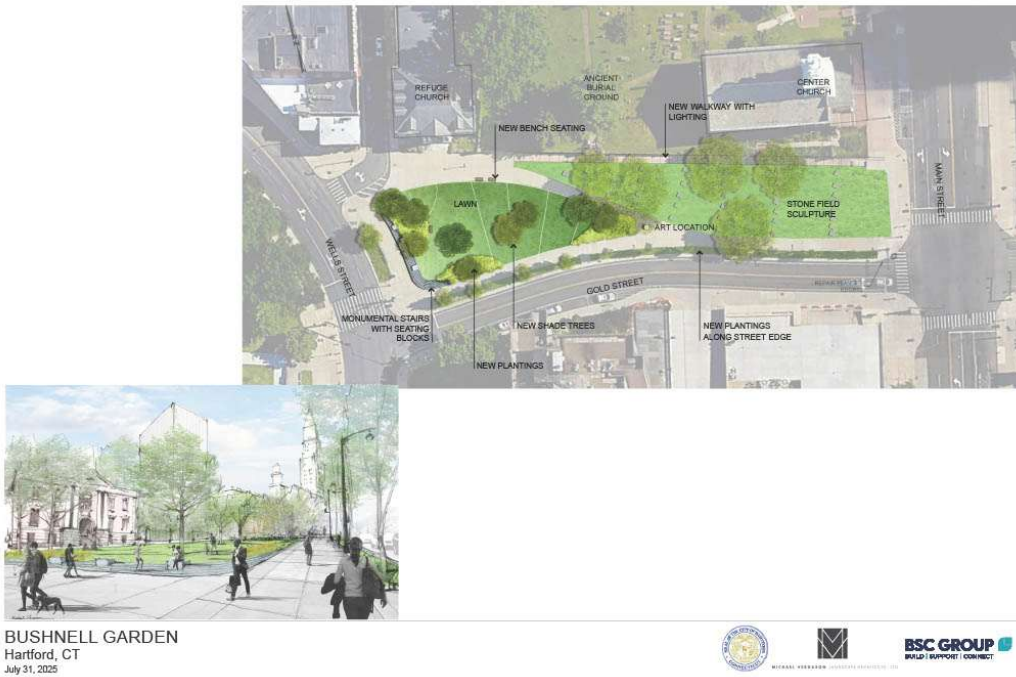 REFUGE
CHURCH
ANCIENT
BURIAL
GROUND
CENTER
CHURCH
NEW WALKWAY WITH
LIGHTING
NEW BENCH SEATING
MAIN STREET
LAWN
STONE FIELD
SCULPTURE
ART LOCATION
WELLS STREET
GOLD STREET
MONUMENTAL STAIRS
WITH SEATING
BLOCKS
NEW SHADE TREES
NEW PLANTINGS
ALONG STREET EDGE
NEW PLANTINGS
BUSHNELL GARDEN
Hartford, CT
July 31, 2025
BSC GROUP
BUILD | SUPPORT | CONNECT